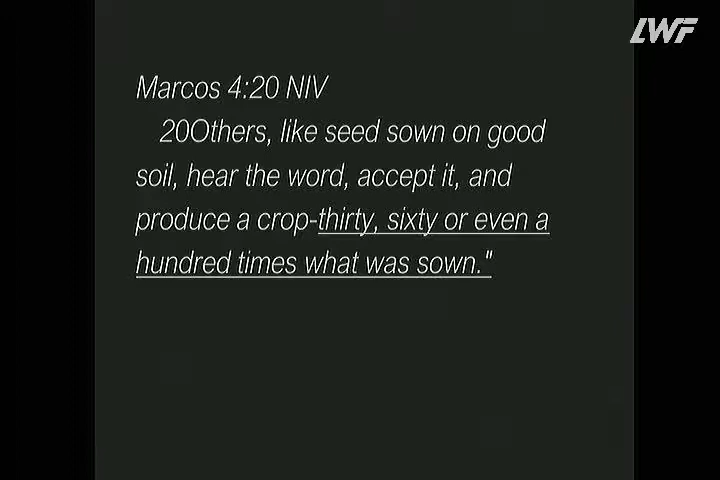 LWF
Marcos 4:20 NIV
20Others, like seed sown on good
soil, hear the word, accept it, and
produce a crop-thirty, sixty or even a
hundred times what was sown."